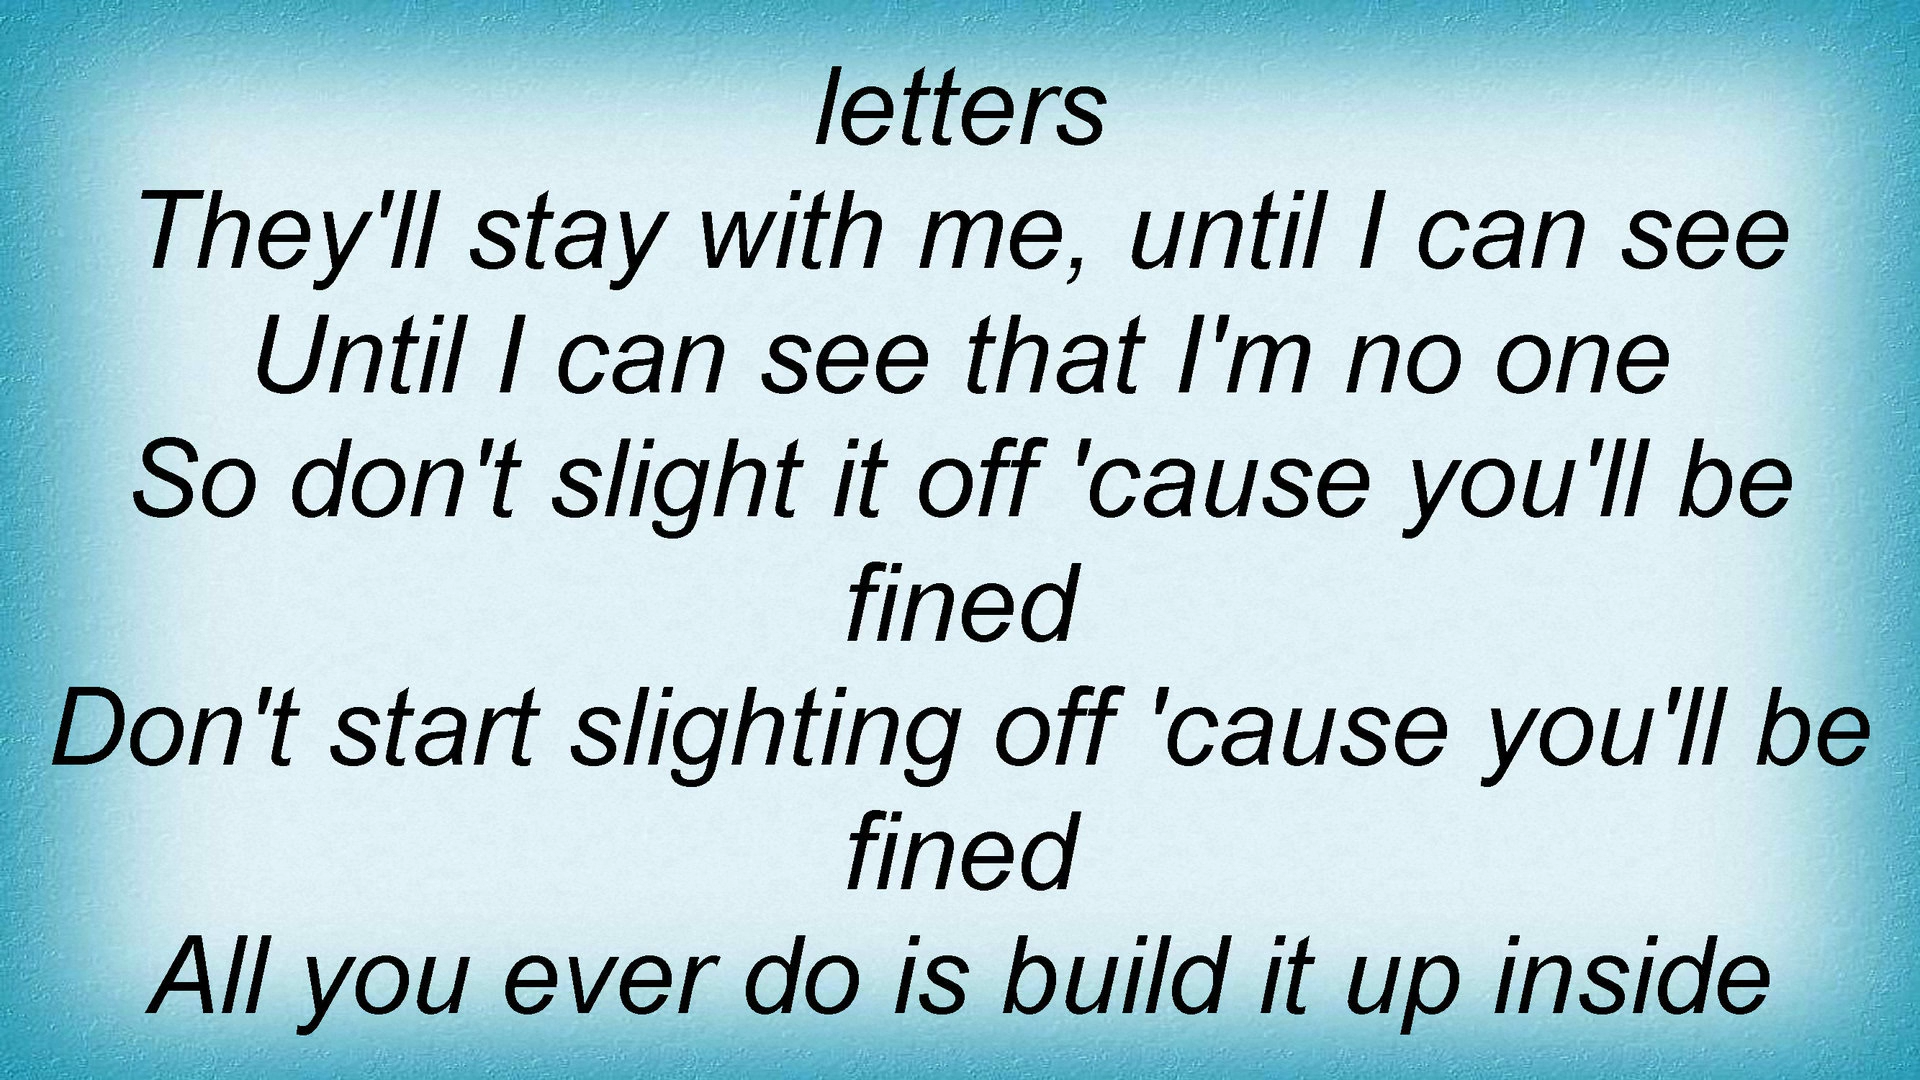 letters
They'll stay with me, until I can see
Until I can see that I'm no one
So don't slight it off 'cause you'll be
fined
Don't start slighting off 'cause you'll be
fined
All you ever do is build it up inside